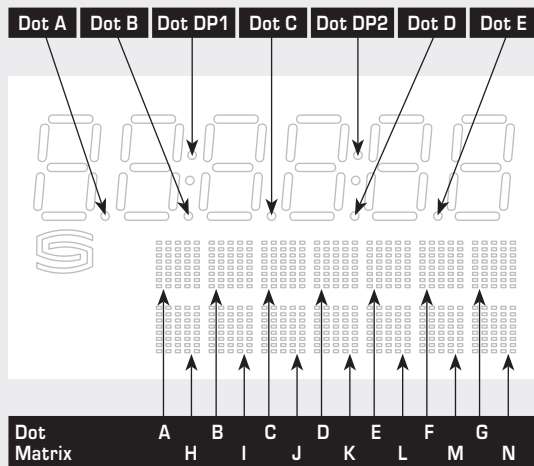 Dot A Dot B Dot DP1 Dot C Dot DP2 Dot D Dot E
Dot A B C D E F G
Matrix H I J K L M N